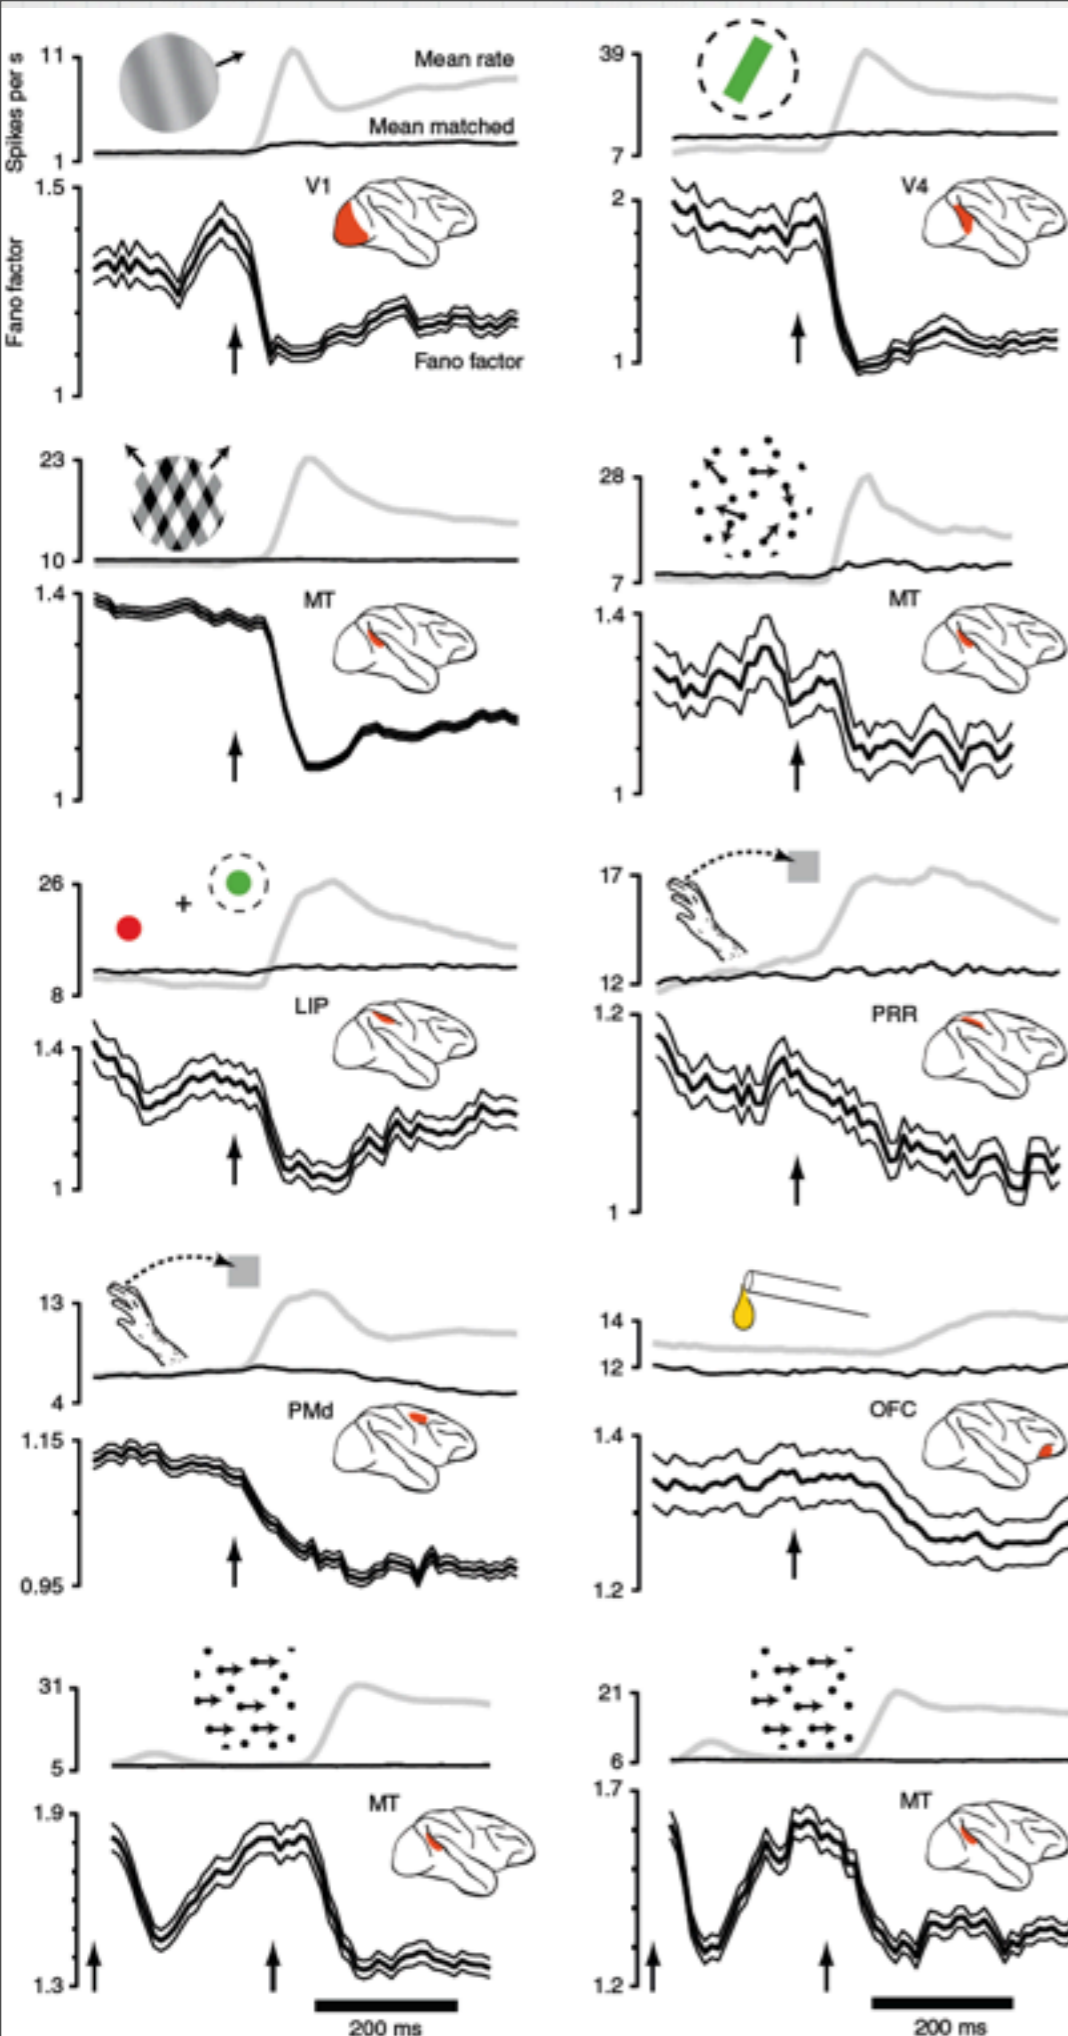 Spikes per s
11
Mean rate
Mean matched
1
39
7
Fano factor
1.5
V1
Fano factor
1
2
V4
1
23
10
1.4
MT
1
28
7
1.4
MT
1
26
+
8
LIP
1.4
1
17
12
1.2
PRR
1
13
4
PMd
1.15
0.95
14
12
OFC
1.4
1.2
31
5
MT
1.9
1.3
200 ms
21
6
1.7
MT
1.2
200 ms